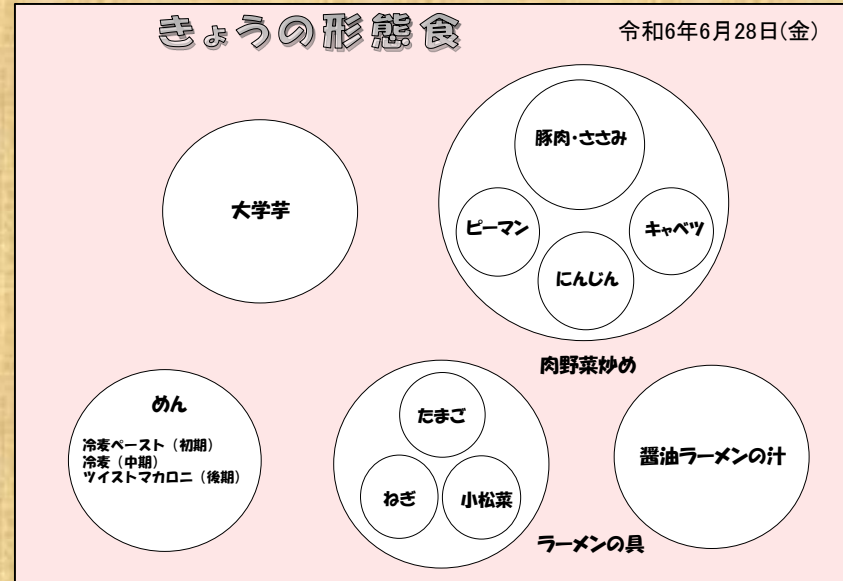 きょうの形態食
令和6年6月28日(金)
大学芋
豚肉・ささみ
ピーマン
キャベツ
にんじん
肉野菜炒め
めん
冷麦ペースト（初期）
冷麦（中期）
ツイストマカロニ（後期）
たまご
ねぎ
小松菜
ラーメンの具
醤油ラーメンの汁